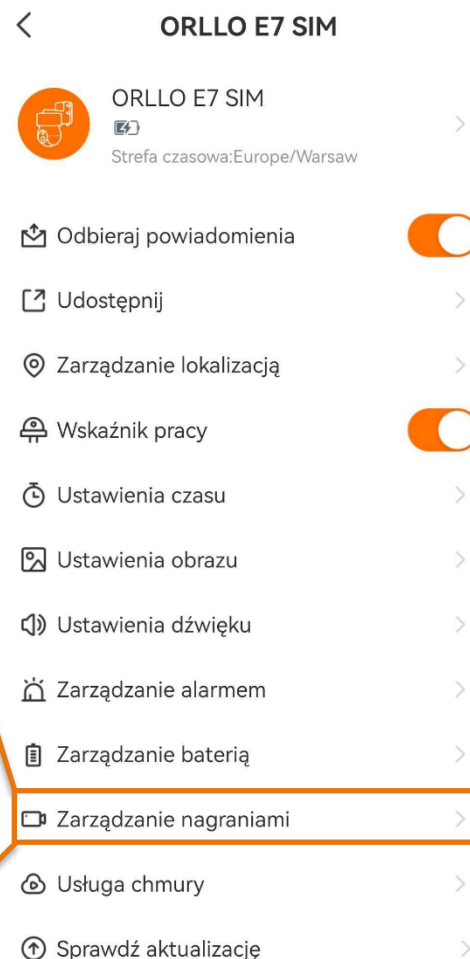 ORLLO E7 SIM
ORLLO E7 SIM
Strefa czasowa:Europe/Warsaw
Odbieraj powiadomienia
Udostępnij
Zarządzanie lokalizacją
Wskaźnik pracy
Ustawienia czasu
Ustawienia obrazu
Ustawienia dźwięku
Zarządzanie alarmem
Zarządzanie baterią
Zarządzanie nagraniami
Usługa chmury
Sprawdź aktualizację